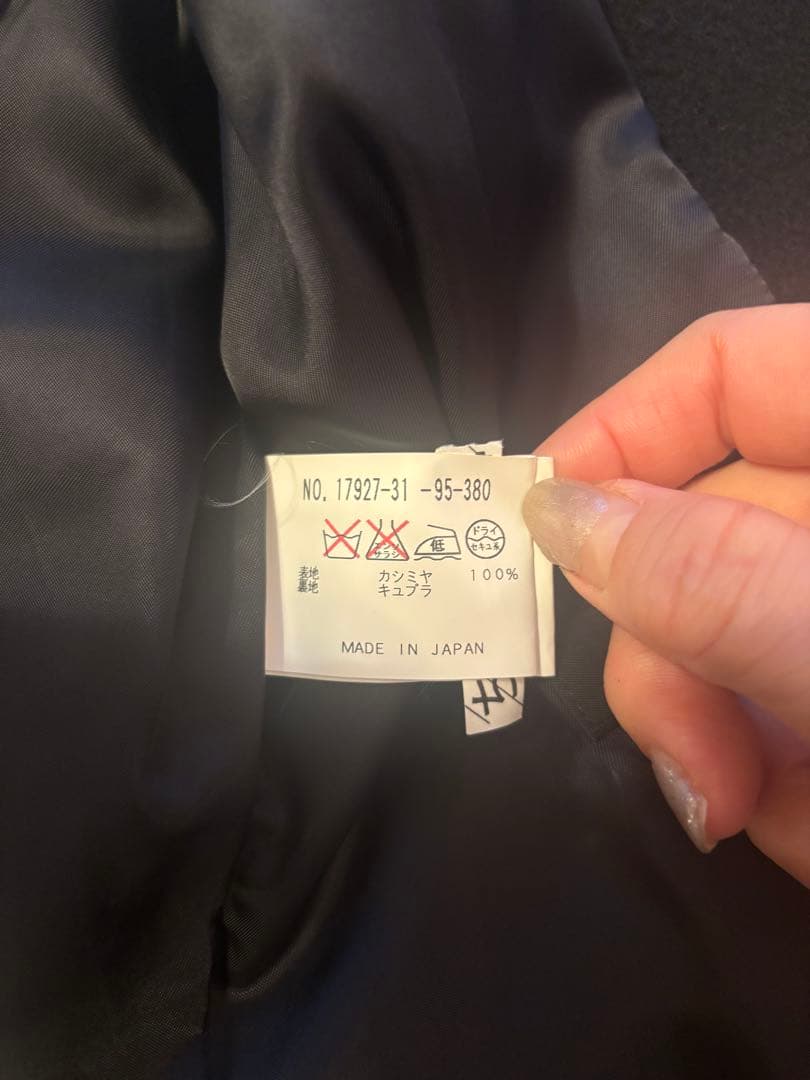 NO. 17927-31 -95-380
エンソ サラシ 低 ドライ セキユ系
表地 カシミヤ 100%
裏地 キュプラ
MADE IN JAPAN